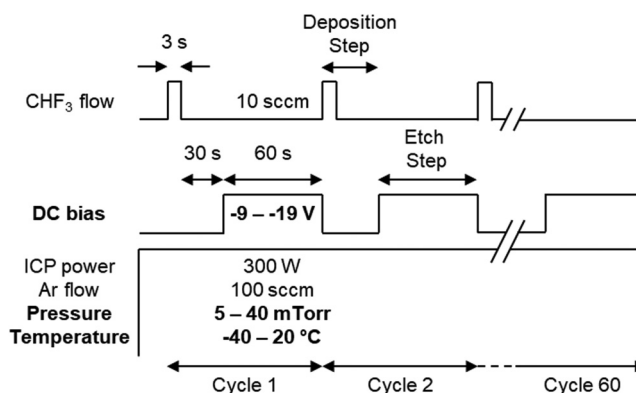 Deposition
Step
3 s
CHF₃ flow
10 sccm
30 s
60 s
Etch
Step
DC bias
-9 – -19 V
ICP power
300 W
Ar flow
100 sccm
Pressure
5 – 40 mTorr
Temperature
-40 – 20 °C
Cycle 1
Cycle 2
Cycle 60